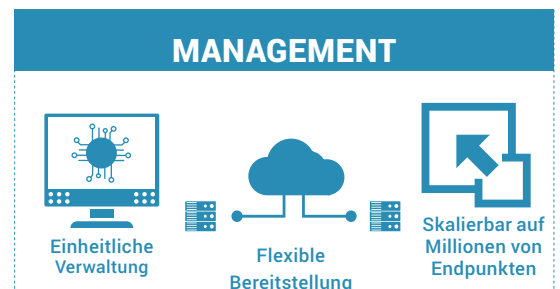 MANAGEMENT
Einheitliche
Verwaltung
Flexible
Bereitstellung
Skalierbar auf
Millionen von
Endpunkten